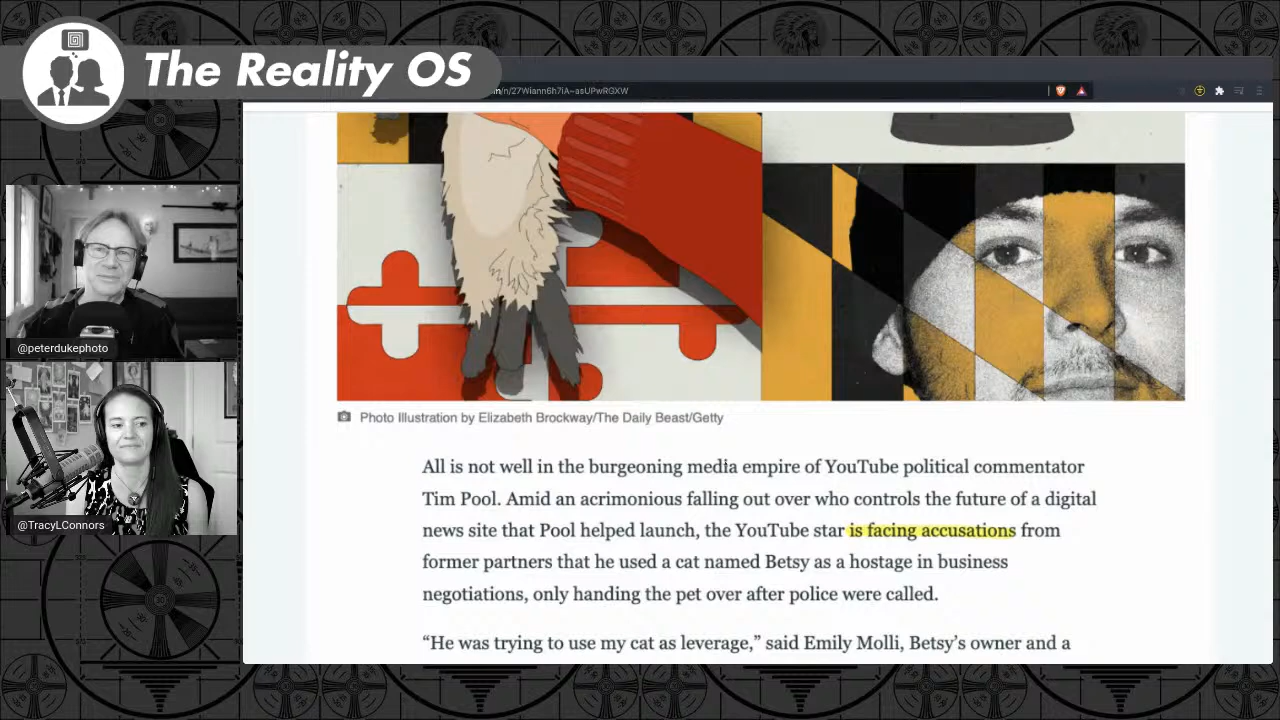 The Reality OS
/n/27Wiann6h7iA-asUPwRGXW
@peterdukephoto
@TracyLConnors
Photo Illustration by Elizabeth Brockway/The Daily Beast/Getty
All is not well in the burgeoning media empire of YouTube political commentator
Tim Pool. Amid an acrimonious falling out over who controls the future of a digital
news site that Pool helped launch, the YouTube star is facing accusations from
former partners that he used a cat named Betsy as a hostage in business
negotiations, only handing the pet over after police were called.
“He was trying to use my cat as leverage,” said Emily Molli, Betsy’s owner and a